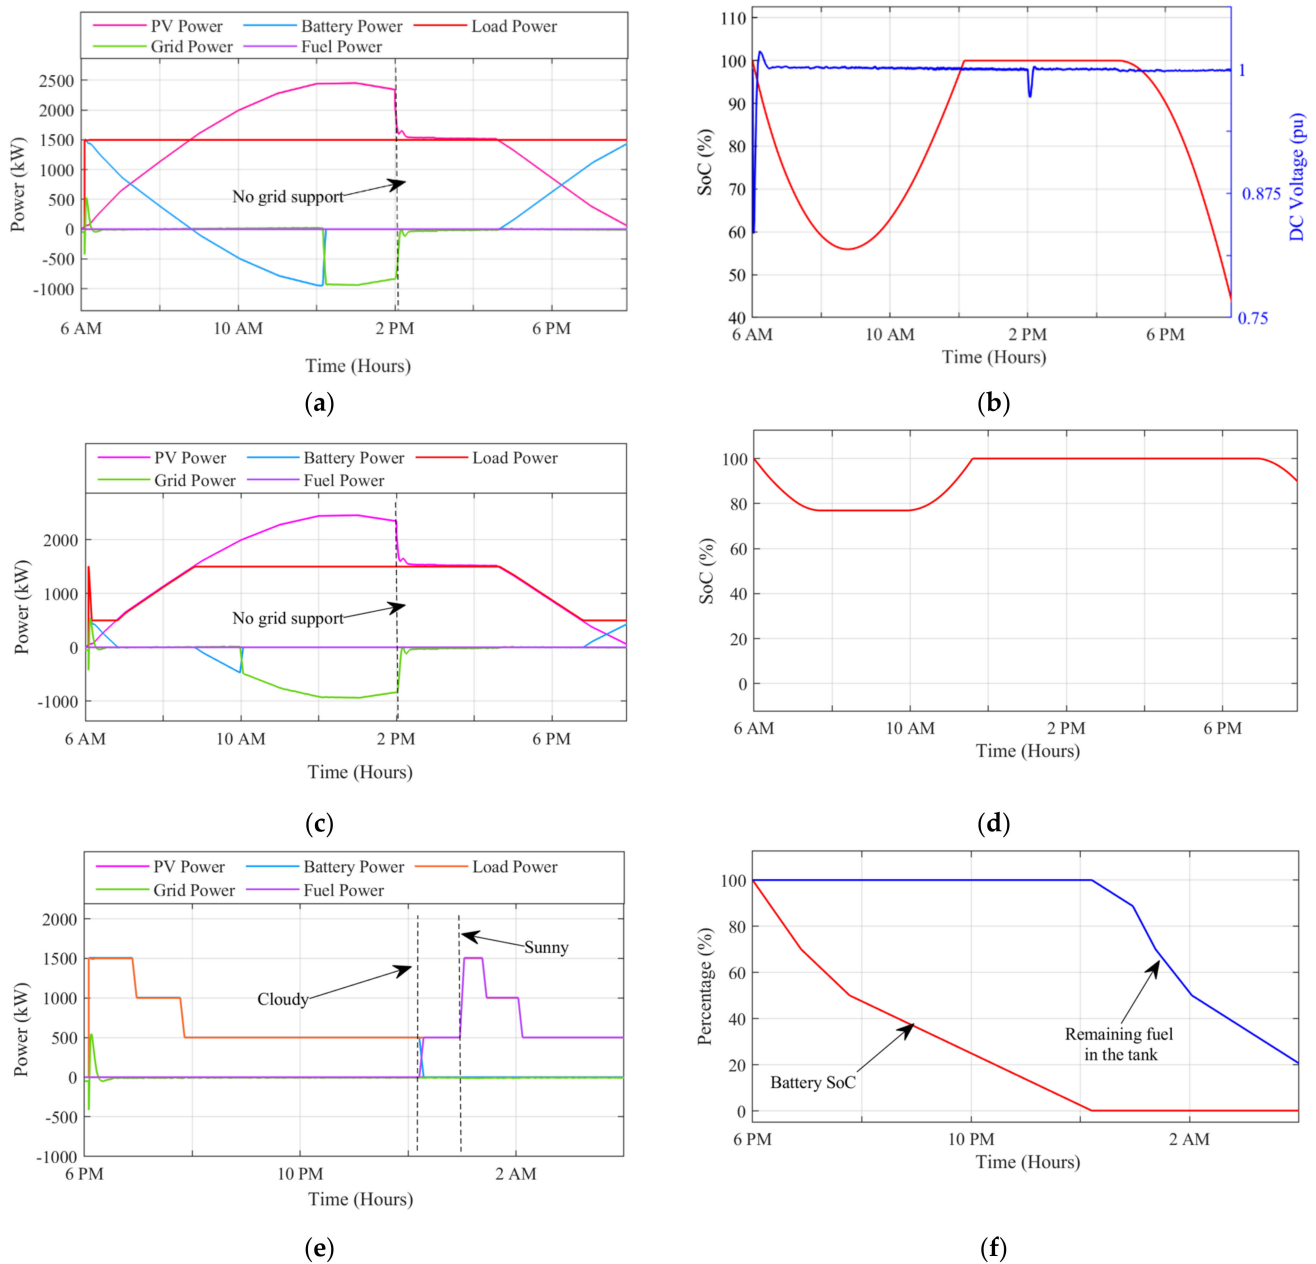 PV Power Battery Power Load Power
Grid Power Fuel Power
2500
2000
1500
1000
500
0
-500
-1000
Power (kW)
No grid support
6 AM 10 AM 2 PM 6 PM
Time (Hours)
(a)
110
100
90
80
70
60
50
40
SoC (%)
1
0.875
0.75
DC Voltage (pu)
6 AM 10 AM 2 PM 6 PM
Time (Hours)
(b)
PV Power Battery Power Load Power
Grid Power Fuel Power
2000
1000
0
-1000
Power (kW)
No grid support
6 AM 10 AM 2 PM 6 PM
Time (Hours)
(c)
100
80
60
40
20
0
SoC (%)
6 AM 10 AM 2 PM 6 PM
Time (Hours)
(d)
PV Power Battery Power Load Power
Grid Power Fuel Power
2000
1500
1000
500
0
-500
-1000
Power (kW)
Sunny
Cloudy
6 PM 10 PM 2 AM
Time (Hours)
(e)
100
80
60
40
20
0
Percentage (%)
Remaining fuel
in the tank
Battery SoC
6 PM 10 PM 2 AM
Time (Hours)
(f)